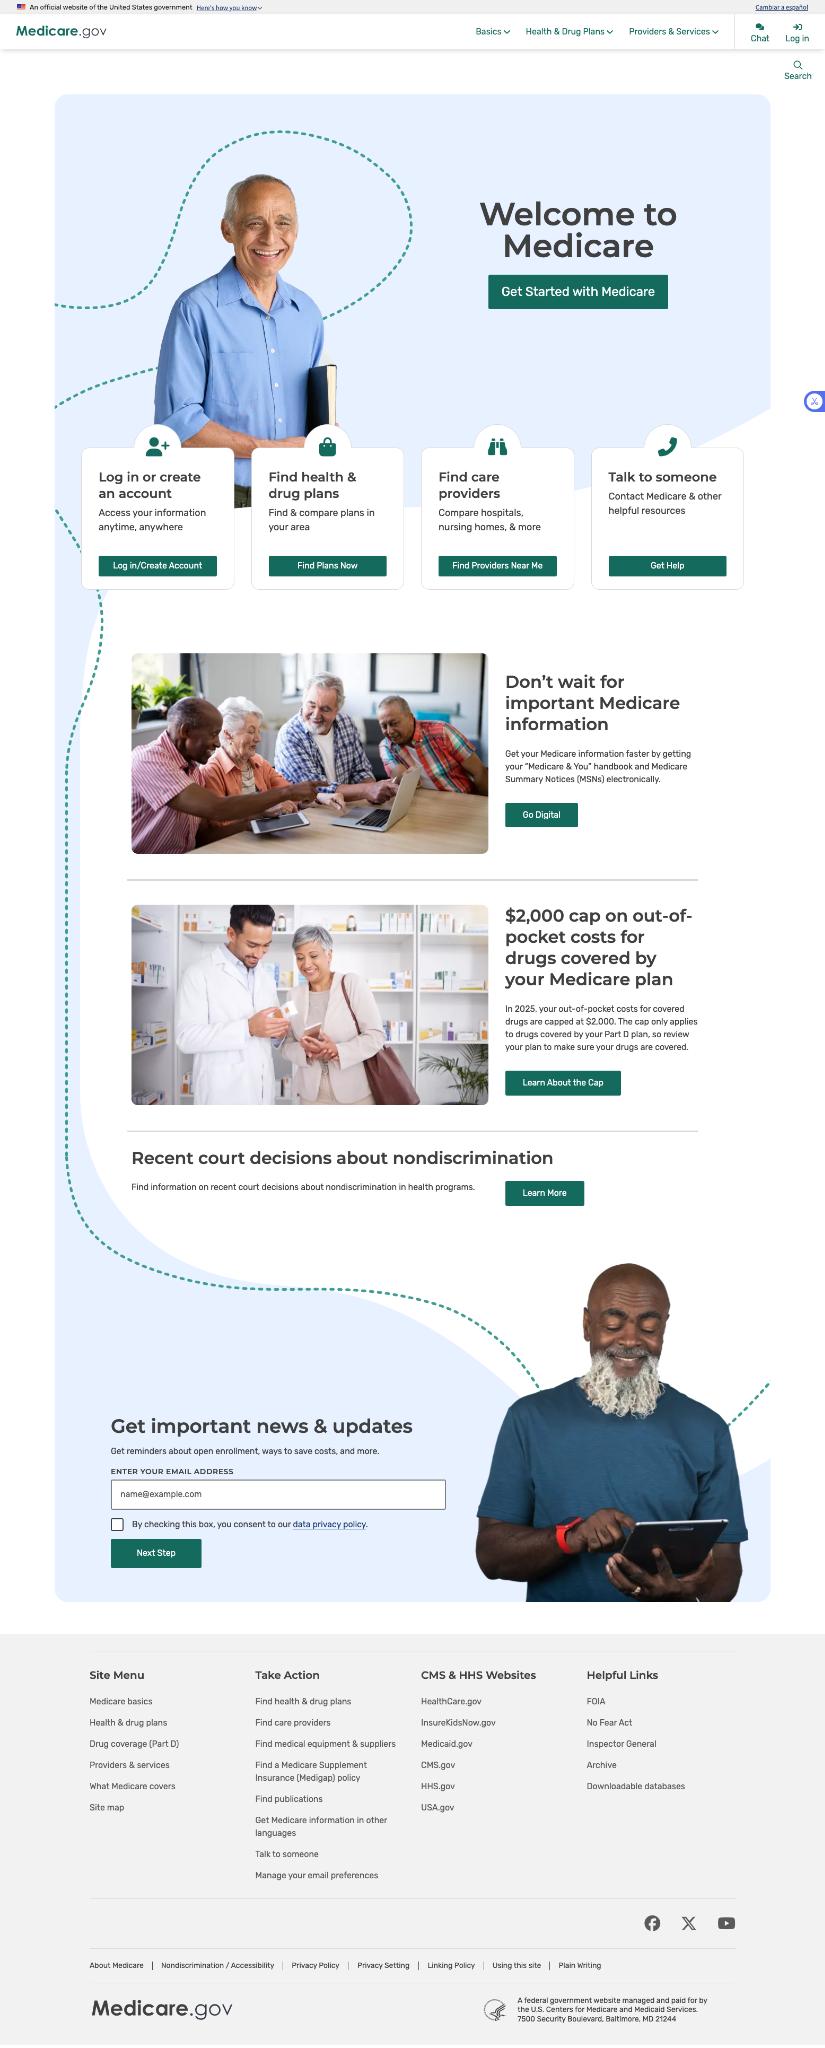 An official website of the United States government Here's how you know
Cambiar a español
Medicare.gov
Basics
Health & Drug Plans
Providers & Services
Chat
Log in
Search
Welcome to
Medicare
Get Started with Medicare
Log in or create
an account
Access your information
anytime, anywhere
Log in/Create Account
Find health &
drug plans
Find & compare plans in
your area
Find Plans Now
Find care
providers
Compare hospitals,
nursing homes, & more
Find Providers Near Me
Talk to someone
Contact Medicare & other
helpful resources
Get Help
Don't wait for
important Medicare
information
Get your Medicare information faster by getting
your "Medicare & You" handbook and Medicare
Summary Notices (MSNs) electronically.
Go Digital
$2,000 cap on out-of-
pocket costs for
drugs covered by
your Medicare plan
In 2025, your out-of-pocket costs for covered
drugs are capped at $2,000. The cap only applies
to drugs covered by your Part D plan, so review
your plan to make sure your drugs are covered.
Learn About the Cap
Recent court decisions about nondiscrimination
Find information on recent court decisions about nondiscrimination in health programs.
Learn More
Get important news & updates
Get reminders about open enrollment, ways to save costs, and more.
ENTER YOUR EMAIL ADDRESS
name@example.com
By checking this box, you consent to our data privacy policy.
Next Step
Site Menu
Medicare basics
Health & drug plans
Drug coverage (Part D)
Providers & services
What Medicare covers
Site map
Take Action
Find health & drug plans
Find care providers
Find medical equipment & suppliers
Find a Medicare Supplement
Insurance (Medigap) policy
Find publications
Get Medicare information in other
languages
Talk to someone
Manage your email preferences
CMS & HHS Websites
HealthCare.gov
InsureKidsNow.gov
Medicaid.gov
CMS.gov
HHS.gov
USA.gov
Helpful Links
FOIA
No Fear Act
Inspector General
Archive
Downloadable databases
About Medicare
Nondiscrimination / Accessibility
Privacy Policy
Privacy Setting
Linking Policy
Using this site
Plain Writing
Medicare.gov
A federal government website managed and paid for by
the U.S. Centers for Medicare and Medicaid Services.
7500 Security Boulevard, Baltimore, MD 21244